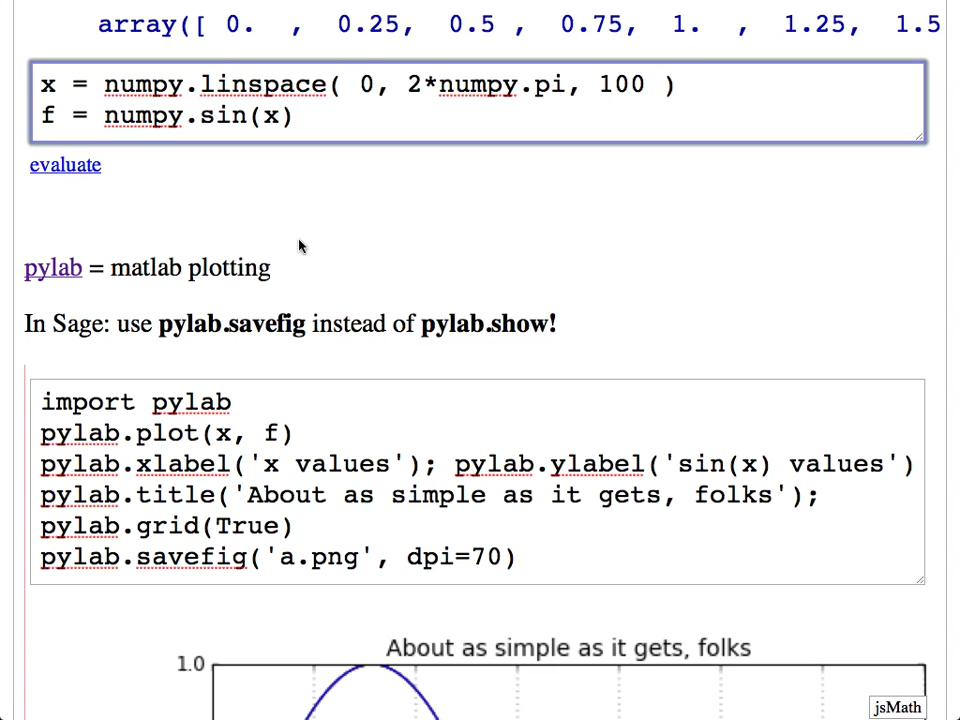 array([ 0. , 0.25, 0.5 , 0.75, 1. , 1.25, 1.5
x = numpy.linspace( 0, 2*numpy.pi, 100 )
f = numpy.sin(x)
evaluate
pylab = matlab plotting
In Sage: use pylab.savefig instead of pylab.show!
import pylab
pylab.plot(x, f)
pylab.xlabel('x values'); pylab.ylabel('sin(x) values')
pylab.title('About as simple as it gets, folks');
pylab.grid(True)
pylab.savefig('a.png', dpi=70)
About as simple as it gets, folks
1.0
jsMath